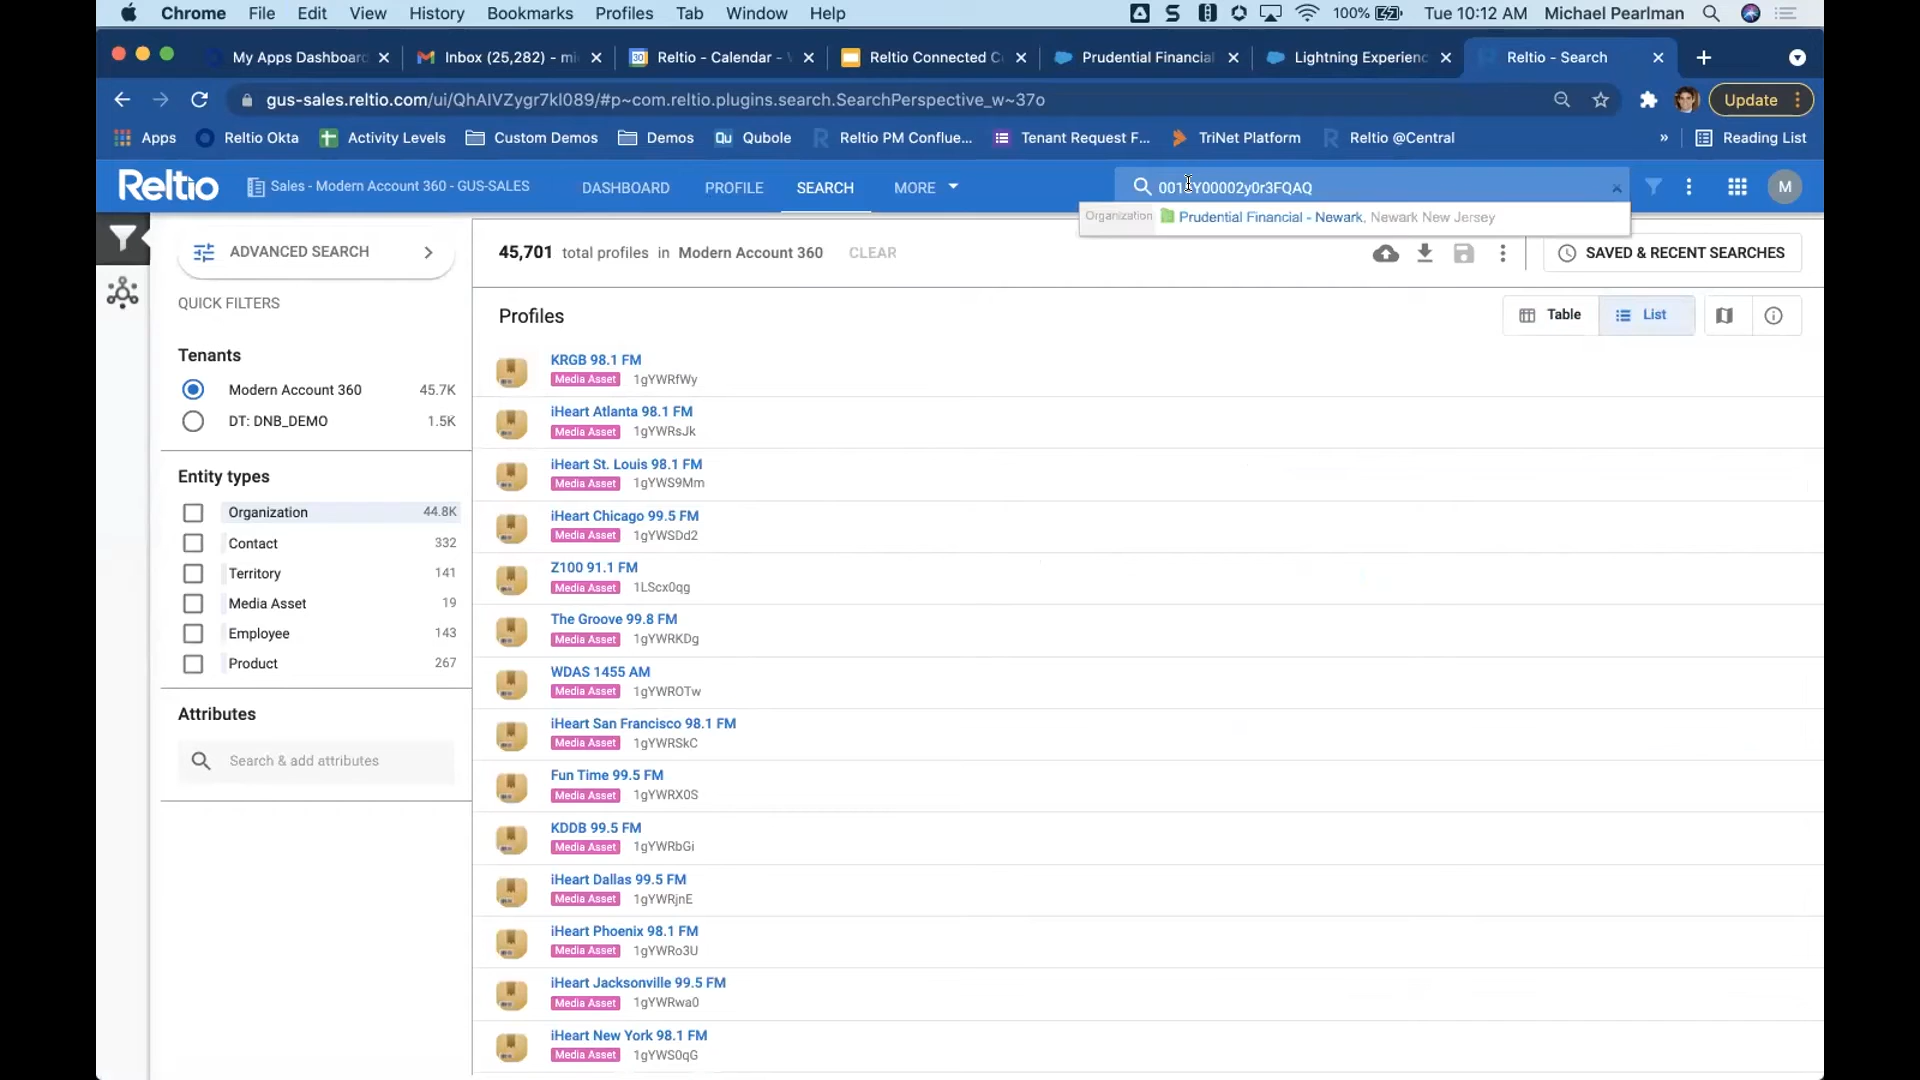 Chrome File Edit View History Bookmarks Profiles Tab Window Help 100% Tue 10:12 AM Michael Pearlman
My Apps Dashboard Inbox (25,282) - mi Reltio - Calendar - Reltio Connected C Prudential Financial Lightning Experienc Reltio - Search
gus-sales.reltio.com/ui/QhAIVZygr7kl089/#p~com.reltio.plugins.search.SearchPerspective_w~37o Update
Apps Reltio Okta Activity Levels Custom Demos Demos Qu Qubole Reltio PM Conflue... Tenant Request F... TriNet Platform Reltio @Central » Reading List
Reltio Sales - Modern Account 360 - GUS-SALES DASHBOARD PROFILE SEARCH MORE M
Organization Prudential Financial - Newark, Newark New Jersey
ADVANCED SEARCH
45,701 total profiles in Modern Account 360 CLEAR SAVED & RECENT SEARCHES
QUICK FILTERS
Profiles Table List
Tenants
Modern Account 360 45.7K
DT: DNB_DEMO 1.5K
Entity types
Organization 44.8K
Contact 332
Territory 141
Media Asset 19
Employee 143
Product 267
Attributes
Search & add attributes
KRGB 98.1 FM
Media Asset 1gYWRfWy
iHeart Atlanta 98.1 FM
Media Asset 1gYWRsJk
iHeart St. Louis 98.1 FM
Media Asset 1gYWS9Mm
iHeart Chicago 99.5 FM
Media Asset 1gYWSDd2
Z100 91.1 FM
Media Asset 1LScx0qg
The Groove 99.8 FM
Media Asset 1gYWRKDg
WDAS 1455 AM
Media Asset 1gYWROTw
iHeart San Francisco 98.1 FM
Media Asset 1gYWRSkC
Fun Time 99.5 FM
Media Asset 1gYWRX0S
KDDB 99.5 FM
Media Asset 1gYWRbGi
iHeart Dallas 99.5 FM
Media Asset 1gYWRjnE
iHeart Phoenix 98.1 FM
Media Asset 1gYWRo3U
iHeart Jacksonville 99.5 FM
Media Asset 1gYWRwa0
iHeart New York 98.1 FM
Media Asset 1gYWS0qG